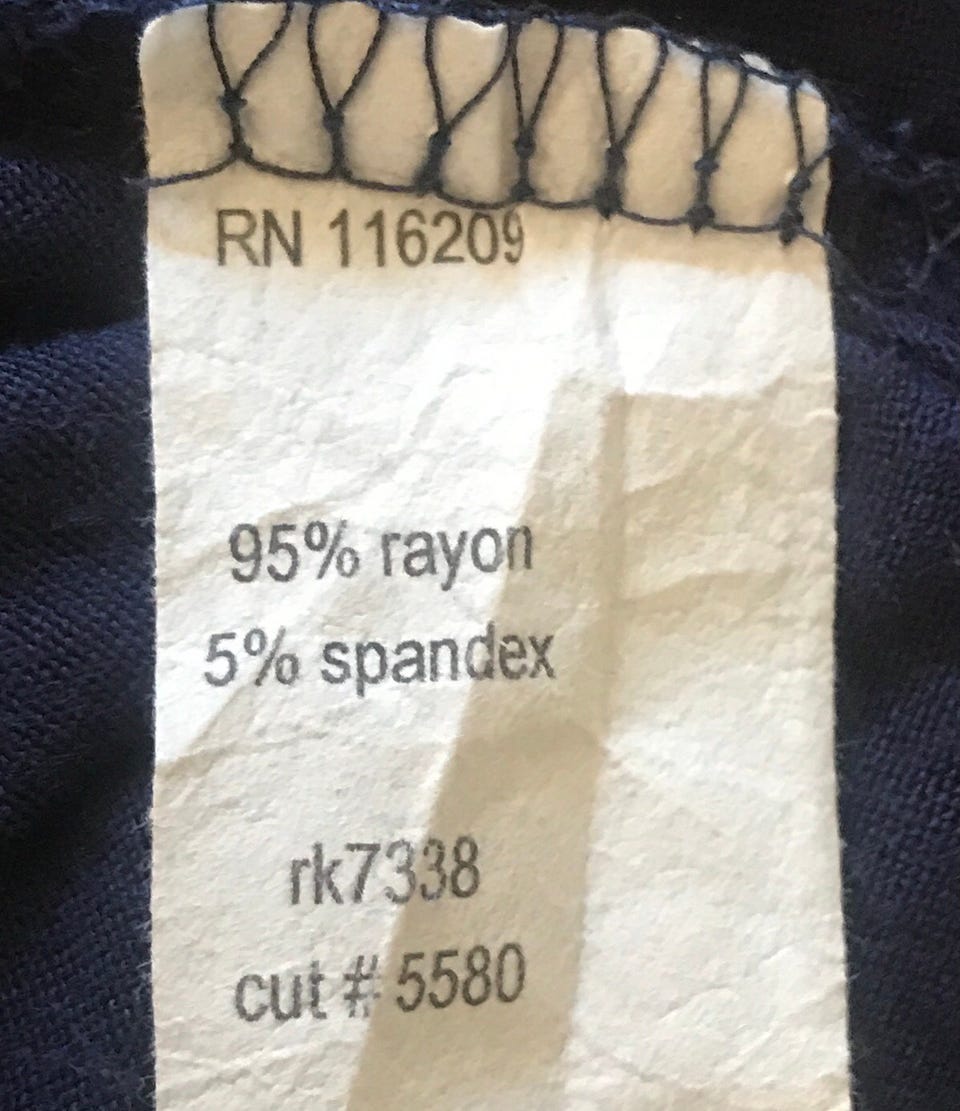 RN 116209
95% rayon
5% spandex
rk7338
cut # 5580